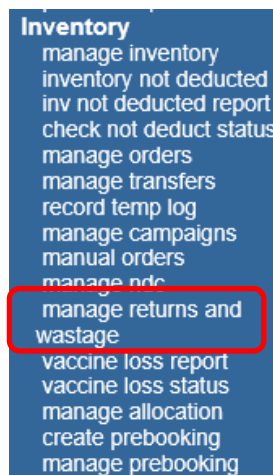 Inventory
manage inventory
inventory not deducted
inv not deducted report
check not deduct status
manage orders
manage transfers
record temp log
manage campaigns
manual orders
manage ndc
manage returns and
wastage
vaccine loss report
vaccine loss status
manage allocation
create prebooking
manage prebooking